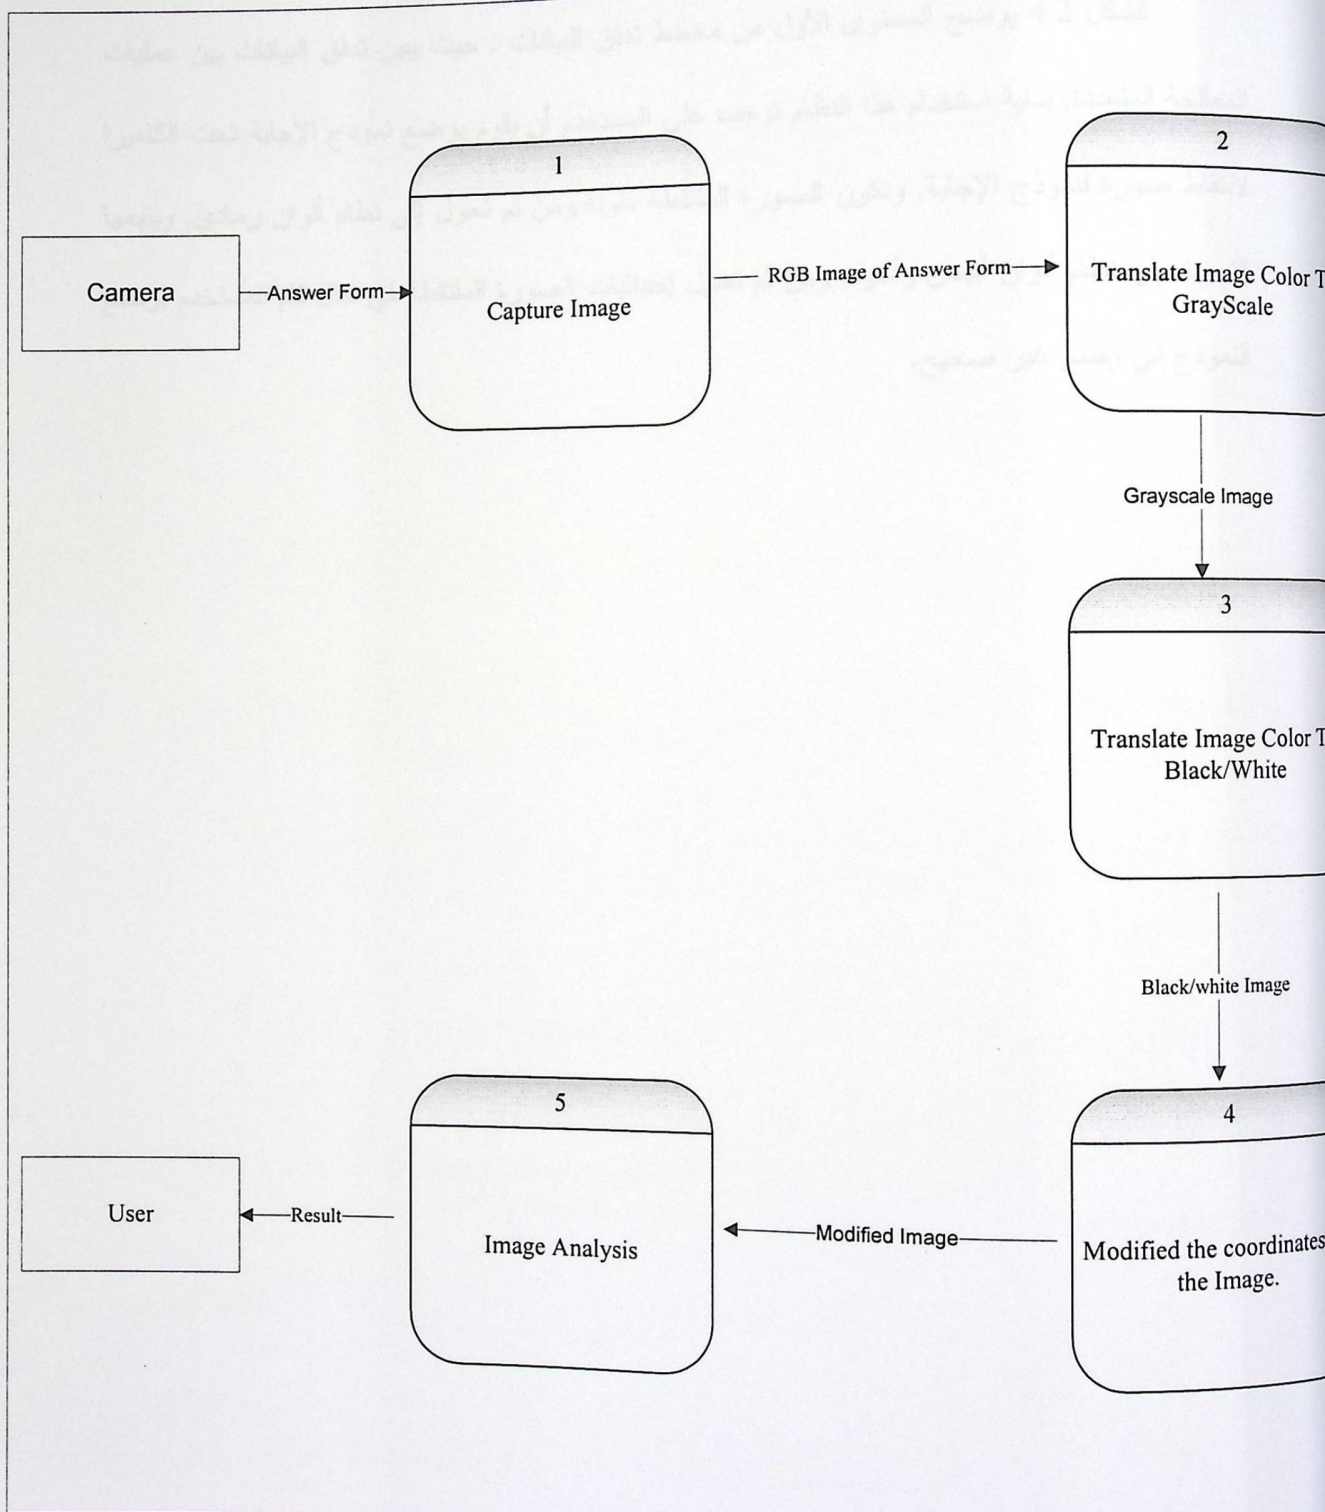 1
Capture Image
2
Translate Image Color T
GrayScale
Camera
Answer Form
RGB Image of Answer Form
Grayscale Image
3
Translate Image Color T
Black/White
Black/white Image
4
Modified the coordinates
the Image.
Modified Image
5
Image Analysis
Result
User